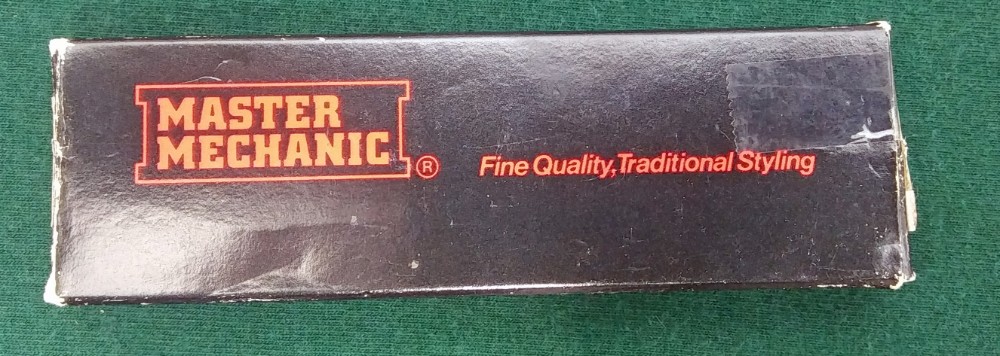 MASTER
MECHANIC ®
Fine Quality,Traditional Styling